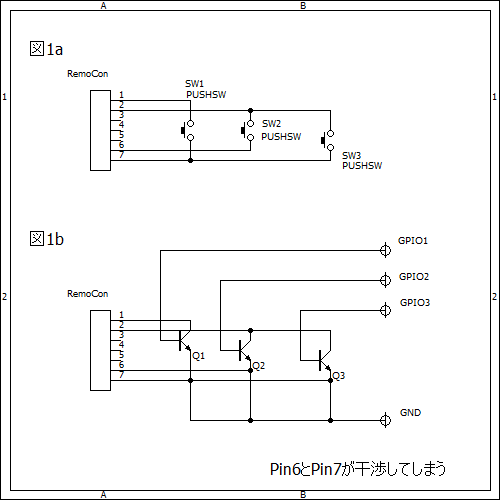 A B
図1a
RemoCon
1
2
3
4
5
6
7
SW1
PUSHSW
SW2
PUSHSW
SW3
PUSHSW
1 1
図1b
RemoCon
1
2
3
4
5
6
7
Q1
Q2
Q3
GPIO1
GPIO2
GPIO3
GND
2 2
Pin6とPin7が干渉してしまう
A B